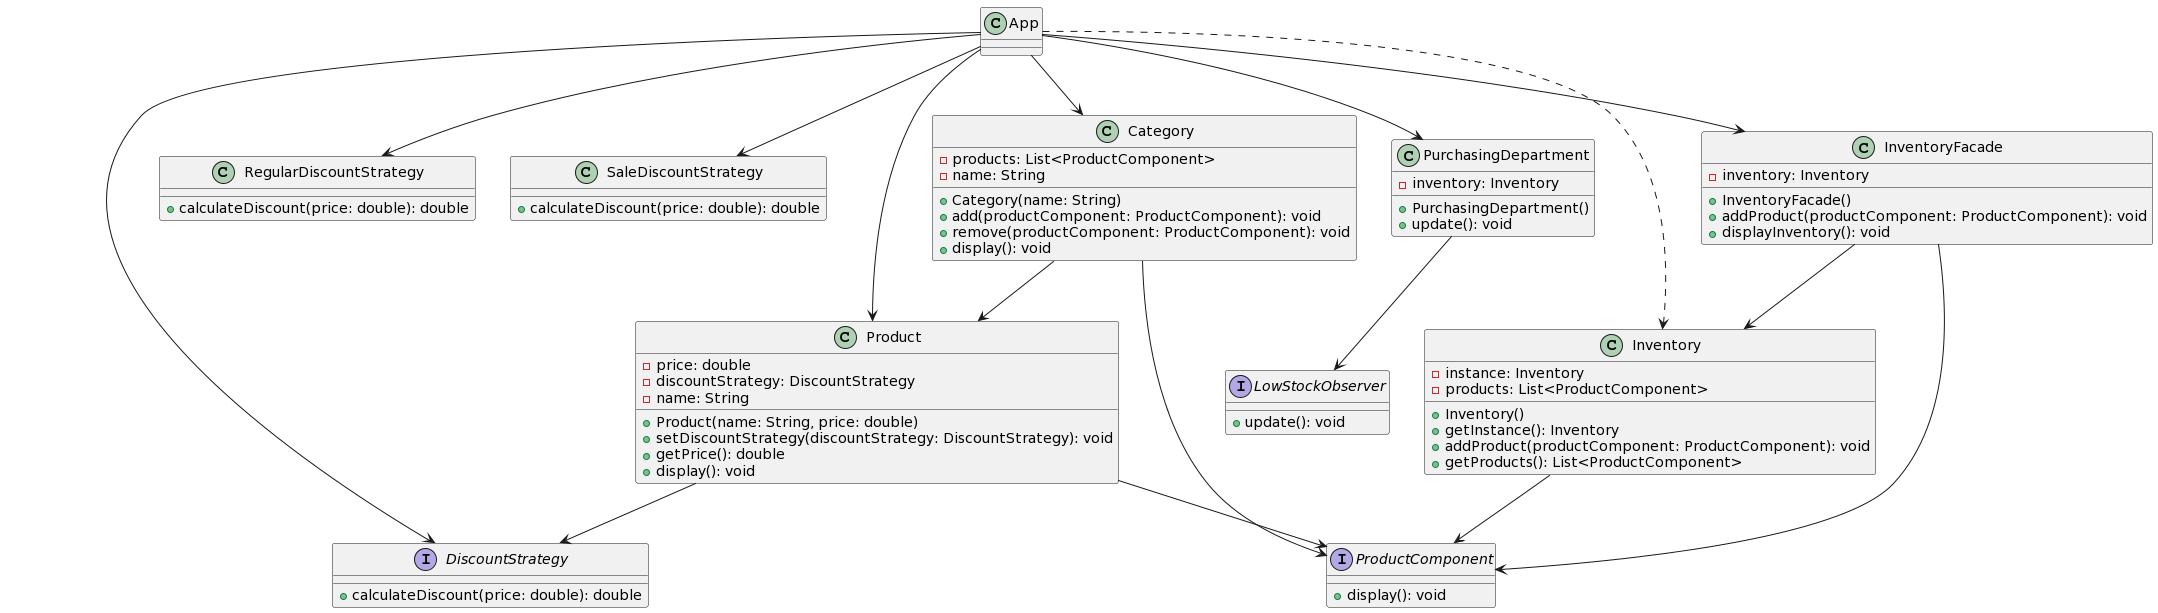 C App
C RegularDiscountStrategy
calculateDiscount(price: double): double
C SaleDiscountStrategy
calculateDiscount(price: double): double
C Category
products: List<ProductComponent>
name: String
Category(name: String)
add(productComponent: ProductComponent): void
remove(productComponent: ProductComponent): void
display(): void
C PurchasingDepartment
inventory: Inventory
PurchasingDepartment()
update(): void
C InventoryFacade
inventory: Inventory
InventoryFacade()
addProduct(productComponent: ProductComponent): void
displayInventory(): void
C Product
price: double
discountStrategy: DiscountStrategy
name: String
Product(name: String, price: double)
setDiscountStrategy(discountStrategy: DiscountStrategy): void
getPrice(): double
display(): void
I LowStockObserver
update(): void
C Inventory
instance: Inventory
products: List<ProductComponent>
Inventory()
getInstance(): Inventory
addProduct(productComponent: ProductComponent): void
getProducts(): List<ProductComponent>
I DiscountStrategy
calculateDiscount(price: double): double
I ProductComponent
display(): void